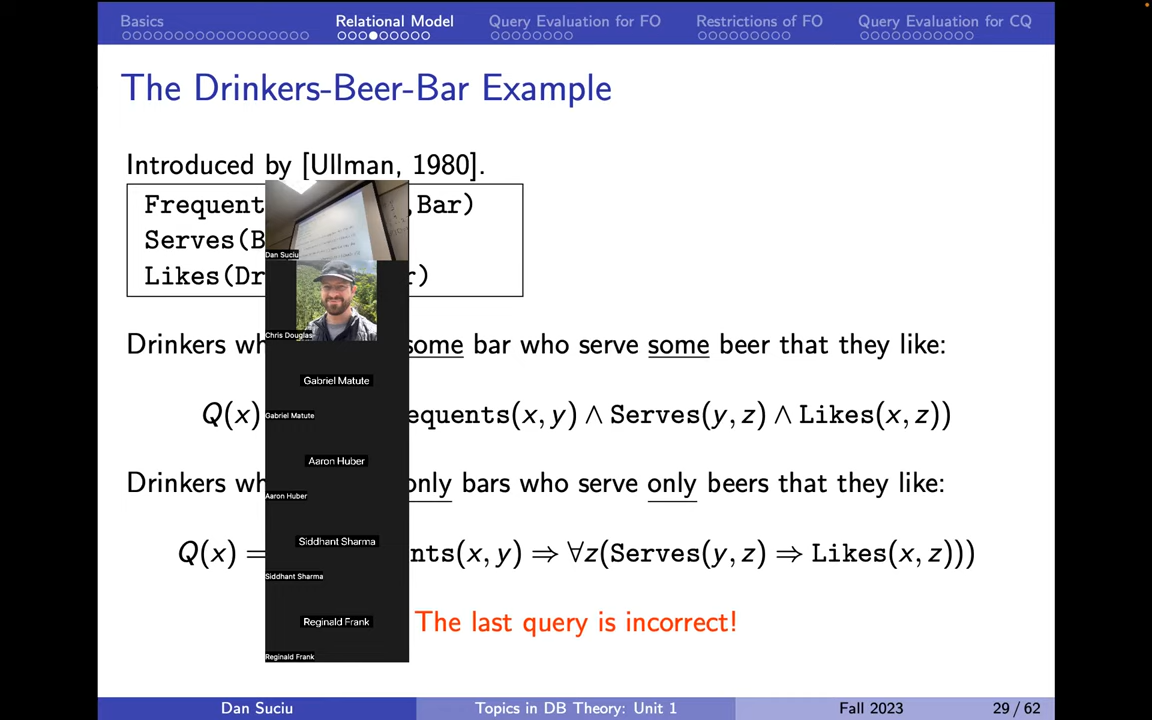 Basics Relational Model Query Evaluation for FO Restrictions of FO Query Evaluation for CQ
The Drinkers-Beer-Bar Example
Introduced by [Ullman, 1980].
Frequent ,Bar)
Serves(B
Likes(Dr r)
Dan Suciu
Chris Douglas
Drinkers wh some bar who serve some beer that they like:
Gabriel Matute
Q(x) equents(x, y) ∧ Serves(y, z) ∧ Likes(x, z))
Gabriel Matute
Aaron Huber
Drinkers wh only bars who serve only beers that they like:
Aaron Huber
Siddhant Sharma
Q(x) = nts(x, y) ⇒ ∀z(Serves(y, z) ⇒ Likes(x, z)))
Siddhant Sharma
Reginald Frank
The last query is incorrect!
Reginald Frank
Dan Suciu Topics in DB Theory: Unit 1 Fall 2023 29 / 62